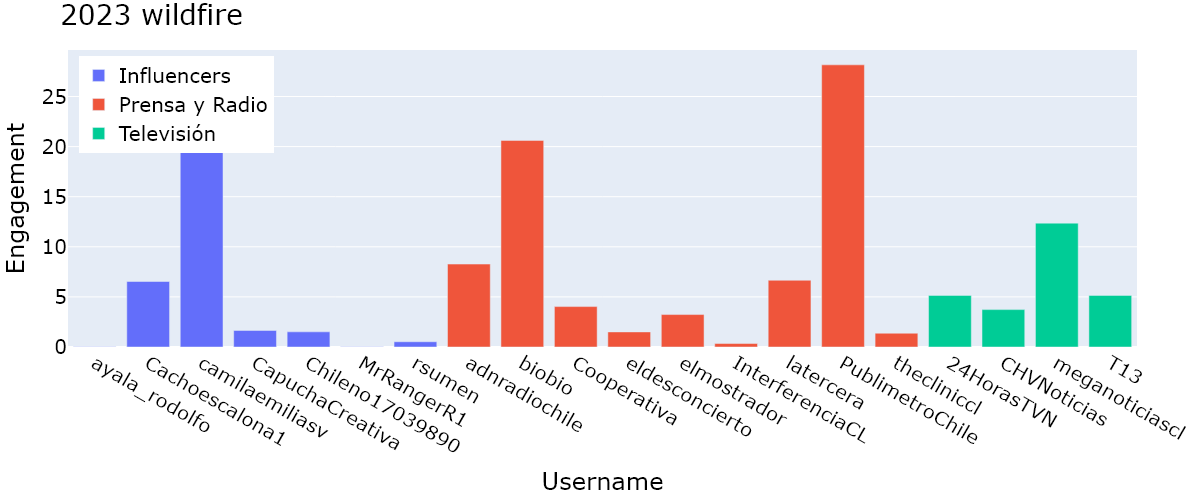 2023 wildfire
Influencers
Prensa y Radio
Televisión
Engagement
25
20
15
10
5
0
ayala_rodolfo
Cachoescalona1
camilaemiliasv
CapuchaCreativa
Chileno17039890
MrRangerR1
rsumen
adnradiochile
biobio
Cooperativa
eldesconcierto
elmostrador
InterferenciaCL
latercera
PublimetroChile
thecliniccl
24HorasTVN
CHVNoticias
meganoticiascl
T13
Username